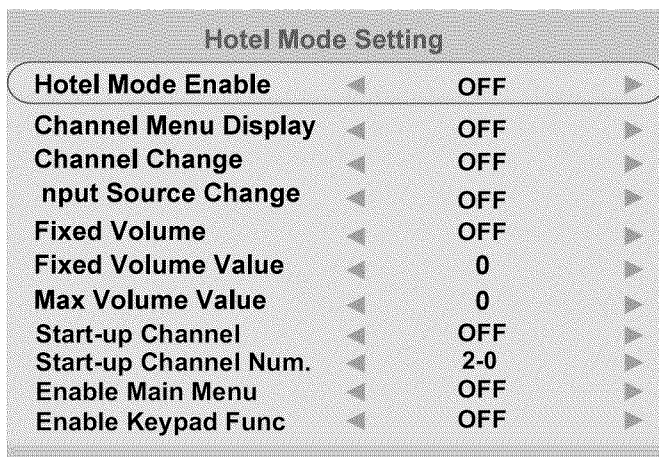 Hotel Mode Setting
Hotel Mode Enable ◀ OFF ▶
Channel Menu Display ◀ OFF ▶
Channel Change ◀ OFF ▶
nput Source Change ◀ OFF ▶
Fixed Volume ◀ OFF ▶
Fixed Volume Value ◀ 0 ▶
Max Volume Value ◀ 0 ▶
Start-up Channel ◀ OFF ▶
Start-up Channel Num. ◀ 2-0 ▶
Enable Main Menu ◀ OFF ▶
Enable Keypad Func ◀ OFF ▶